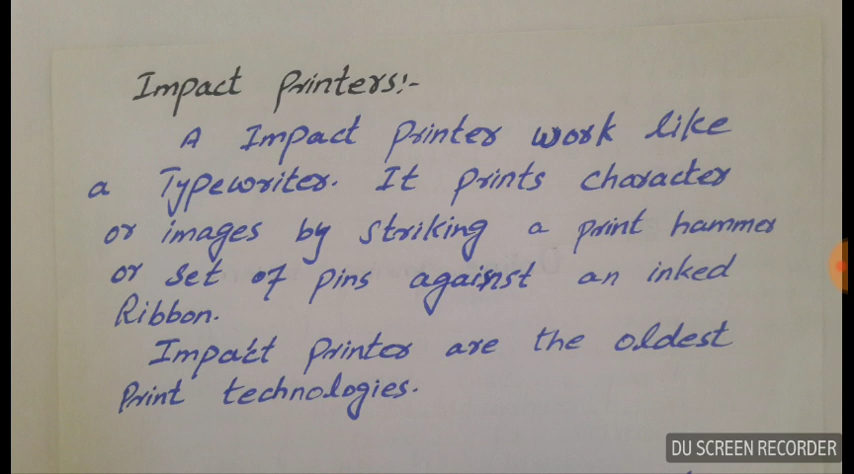 Impact Printers:-
A Impact Printer work like
a Typewriter. It prints character
or images by striking a print hammer
or set of pins against an inked
Ribbon.
Impact Printer are the oldest
Print technologies.
DU SCREEN RECORDER